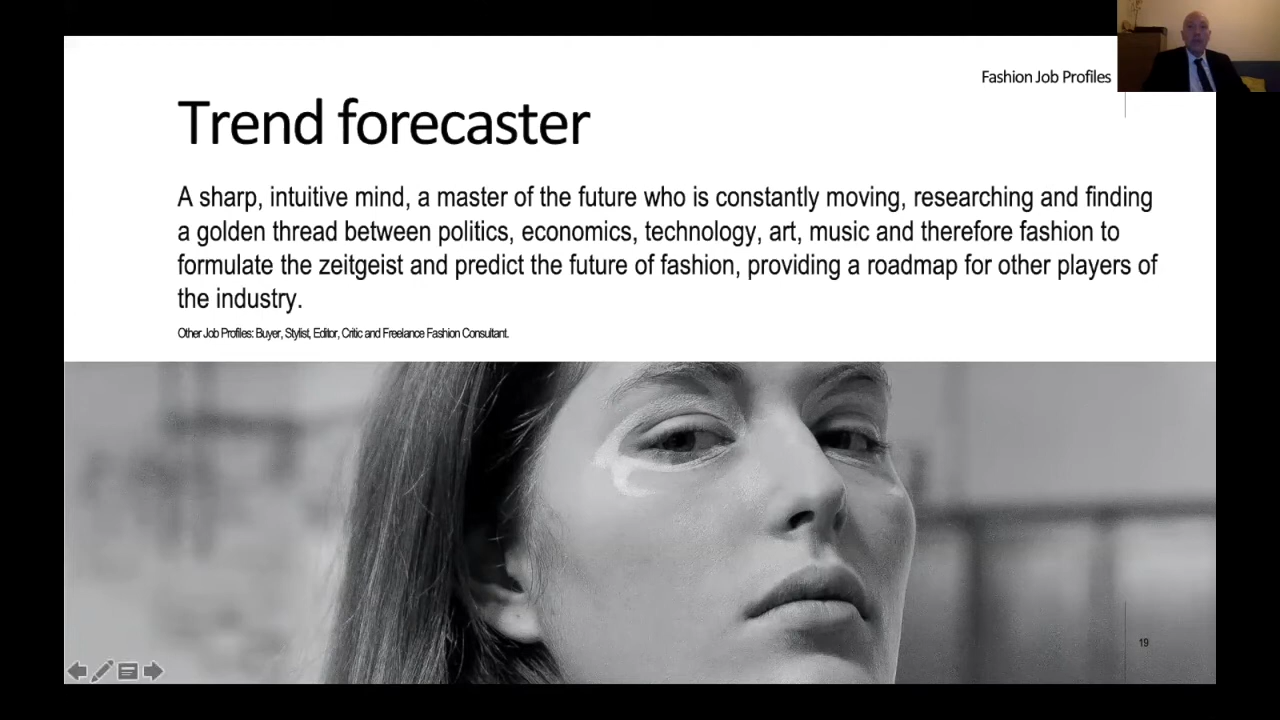 Fashion Job Profiles
Trend forecaster
A sharp, intuitive mind, a master of the future who is constantly moving, researching and finding
a golden thread between politics, economics, technology, art, music and therefore fashion to
formulate the zeitgeist and predict the future of fashion, providing a roadmap for other players of
the industry.
Other Job Profiles: Buyer, Stylist, Editor, Critic and Freelance Fashion Consultant.
19